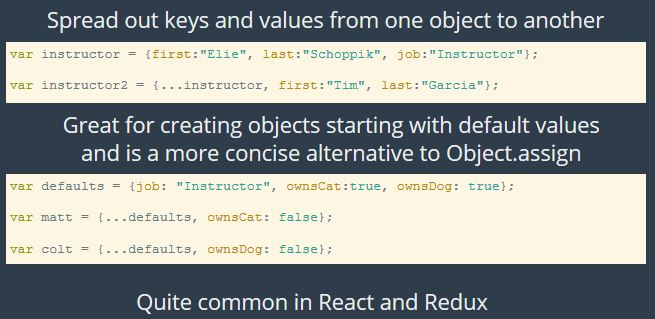 Spread out keys and values from one object to another
var instructor = {first:"Elie", last:"Schoppik", job:"Instructor"};
var instructor2 = {...instructor, first:"Tim", last:"Garcia"};
Great for creating objects starting with default values
and is a more concise alternative to Object.assign
var defaults = {job: "Instructor", ownsCat:true, ownsDog: true};
var matt = {...defaults, ownsCat: false};
var colt = {...defaults, ownsDog: false};
Quite common in React and Redux